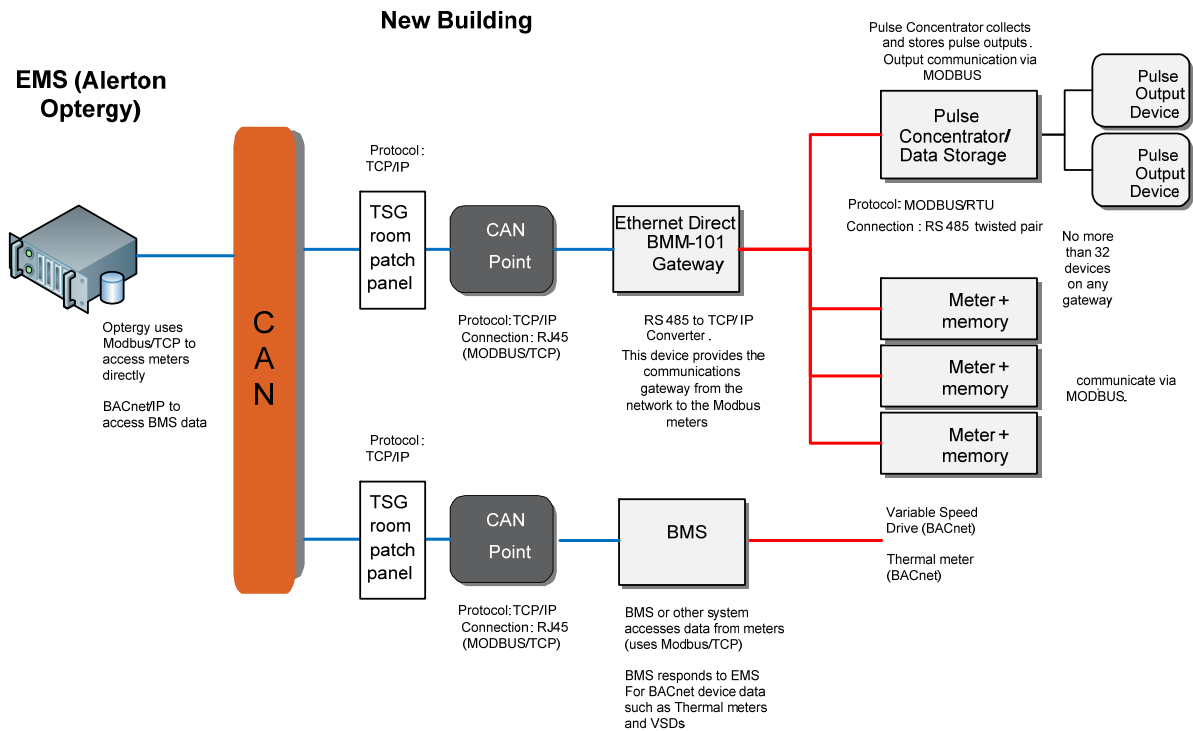 New Building
EMS (Alerton
Optergy)
Optergy uses
Modbus/TCP to
access meters
directly
BACnet/IP to
access BMS data
C
A
N
Protocol :
TCP/IP
TSG
room
patch
panel
CAN
Point
Protocol:TCP/IP
Connection: RJ45
(MODBUS/TCP)
Ethernet Direct
BMM-101
Gateway
RS 485 to TCP/ IP
Converter .
This device provides the
communications
gateway from the
network to the Modbus
meters
Pulse Concentrator collects
and stores pulse outputs .
Output communication via
MODBUS
Pulse
Concentrator/
Data Storage
Pulse
Output
Device
Pulse
Output
Device
Protocol: MODBUS/RTU
Connection : RS 485 twisted pair
No more
than 32
devices
on any
gateway
Meter +
memory
Meter +
memory
Meter +
memory
communicate via
MODBUS.
Protocol :
TCP/IP
TSG
room
patch
panel
CAN
Point
Protocol:TCP/IP
Connection : RJ45
(MODBUS/TCP)
BMS
BMS or other system
accesses data from meters
(uses Modbus/TCP)
BMS responds to EMS
For BACnet device data
such as Thermal meters
and VSDs
Variable Speed
Drive (BACnet)
Thermal meter
(BACnet)